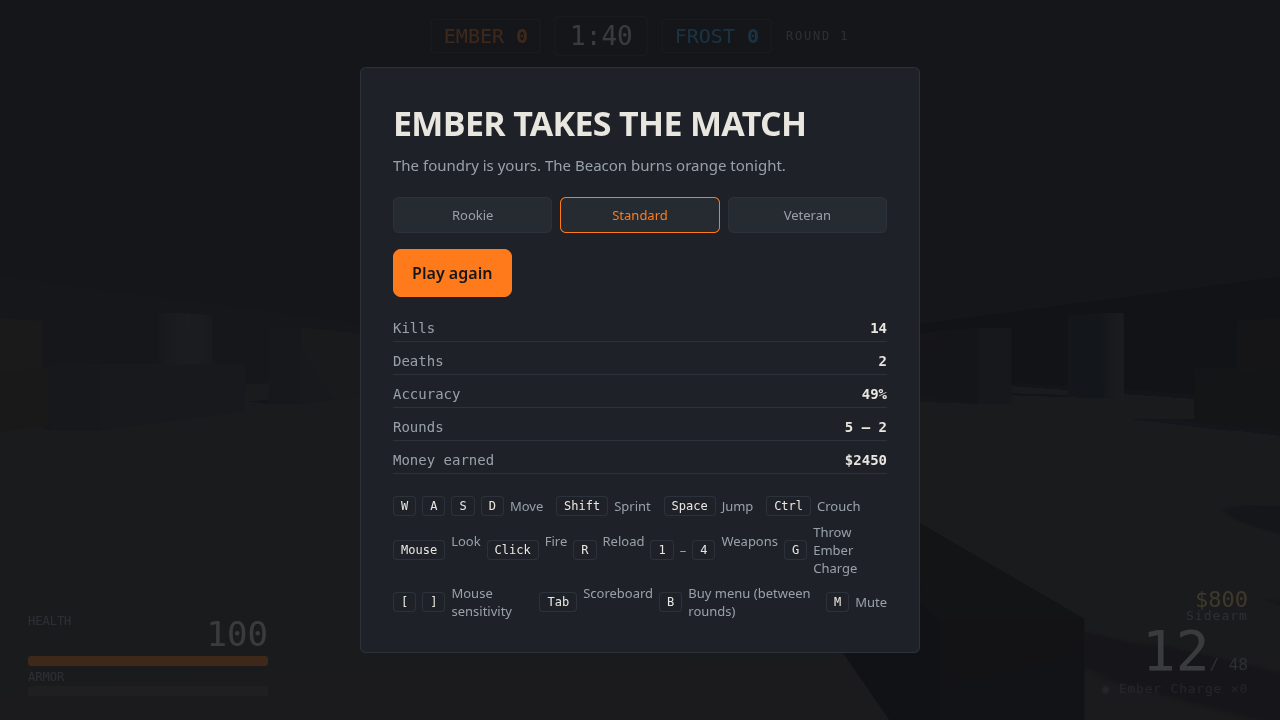 EMBER 0 1:40 FROST 0 ROUND 1
EMBER TAKES THE MATCH
The foundry is yours. The Beacon burns orange tonight.
Rookie Standard Veteran
Play again
Kills 14
Deaths 2
Accuracy 49%
Rounds 5 – 2
Money earned $2450
W A S D Move Shift Sprint Space Jump Ctrl Crouch
Mouse Look Click Fire R Reload 1 – 4 Weapons G Throw Ember Charge
[ ] Mouse sensitivity Tab Scoreboard B Buy menu (between rounds) M Mute
HEALTH 100
ARMOR
$800
Sidearm
12 / 48
Ember Charge ×0